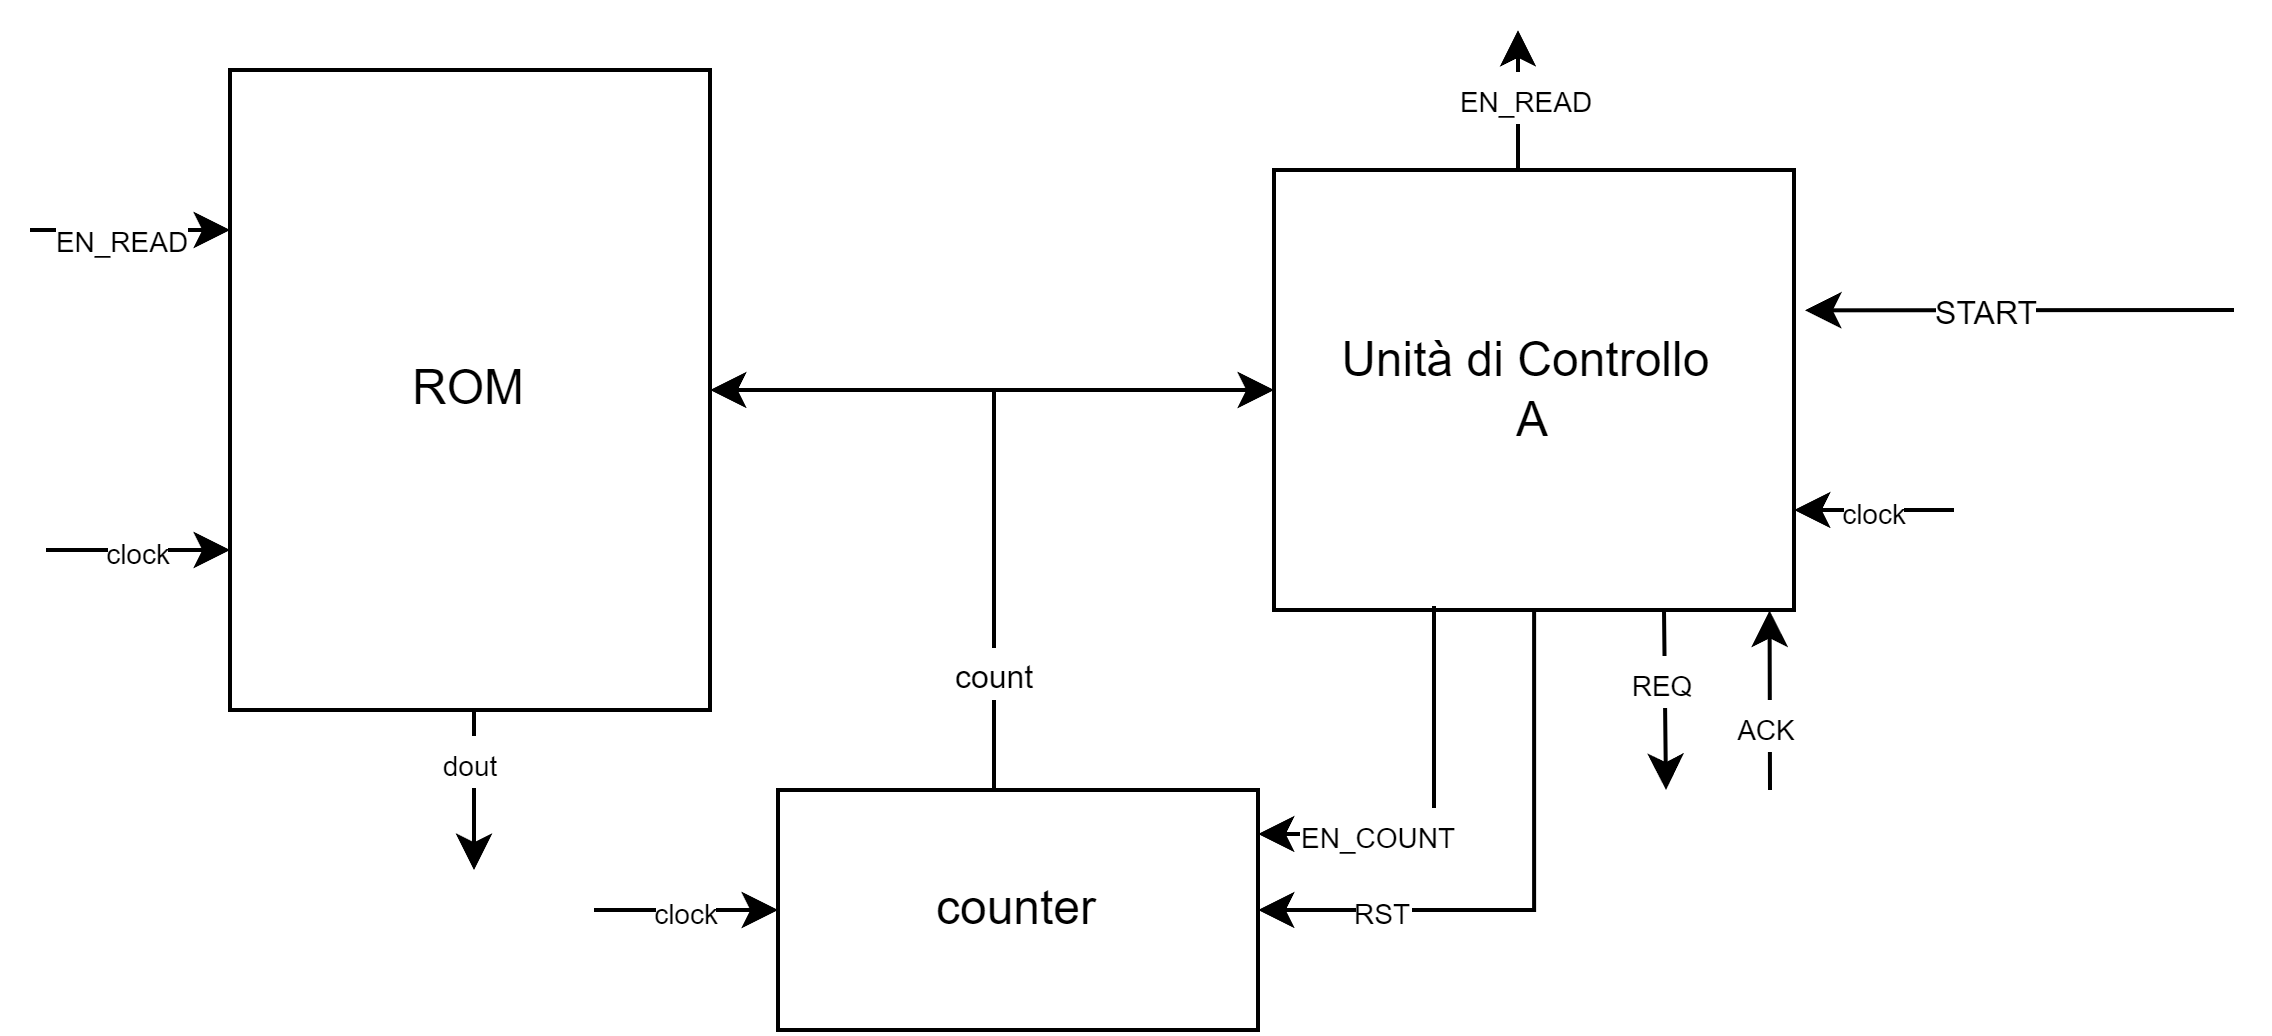 EN_READ
EN_READ
START
ROM
Unità di Controllo
A
clock
clock
count
REQ
ACK
dout
EN_COUNT
counter
clock
RST